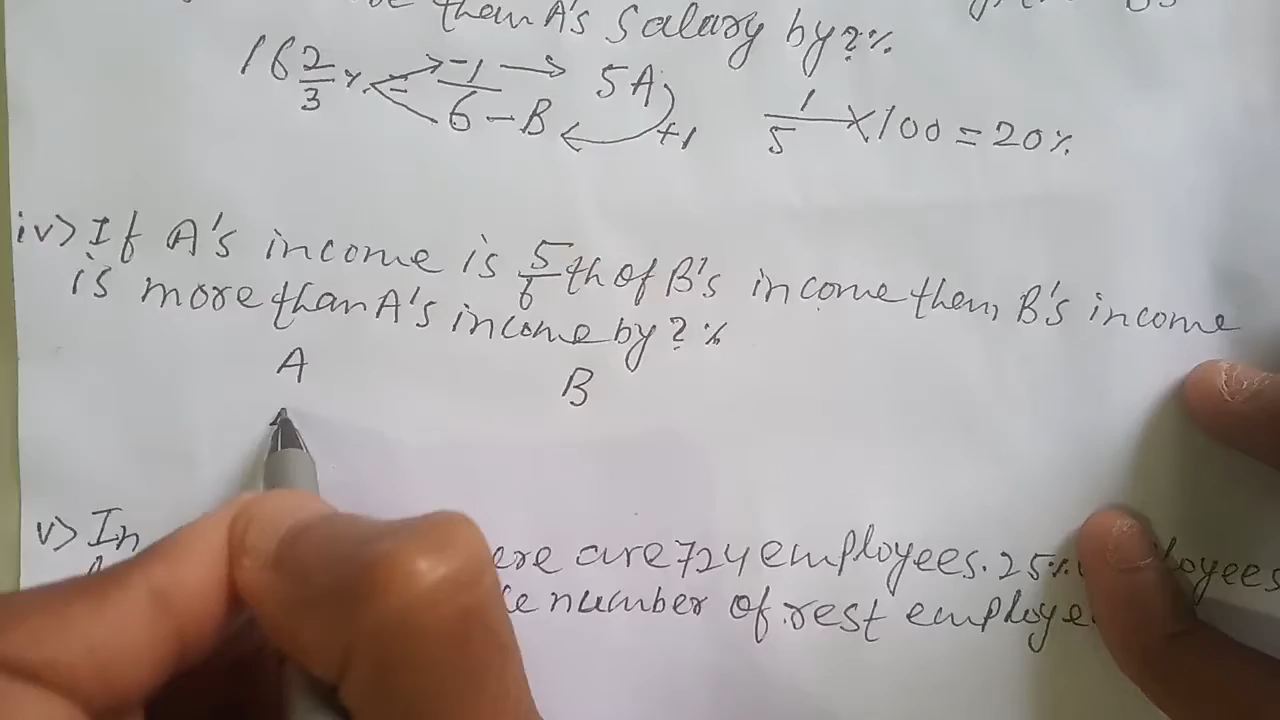 than A's Salary by ?%
16 2/3 % -1/6 → 5A
6 - B +1 1/5 × 100 = 20%
iv> If A's income is 5/6 th of B's income then, B's income
is more than A's income by ? %
A B
v> In ere are 724 employees. 25% loyees
number of rest employe